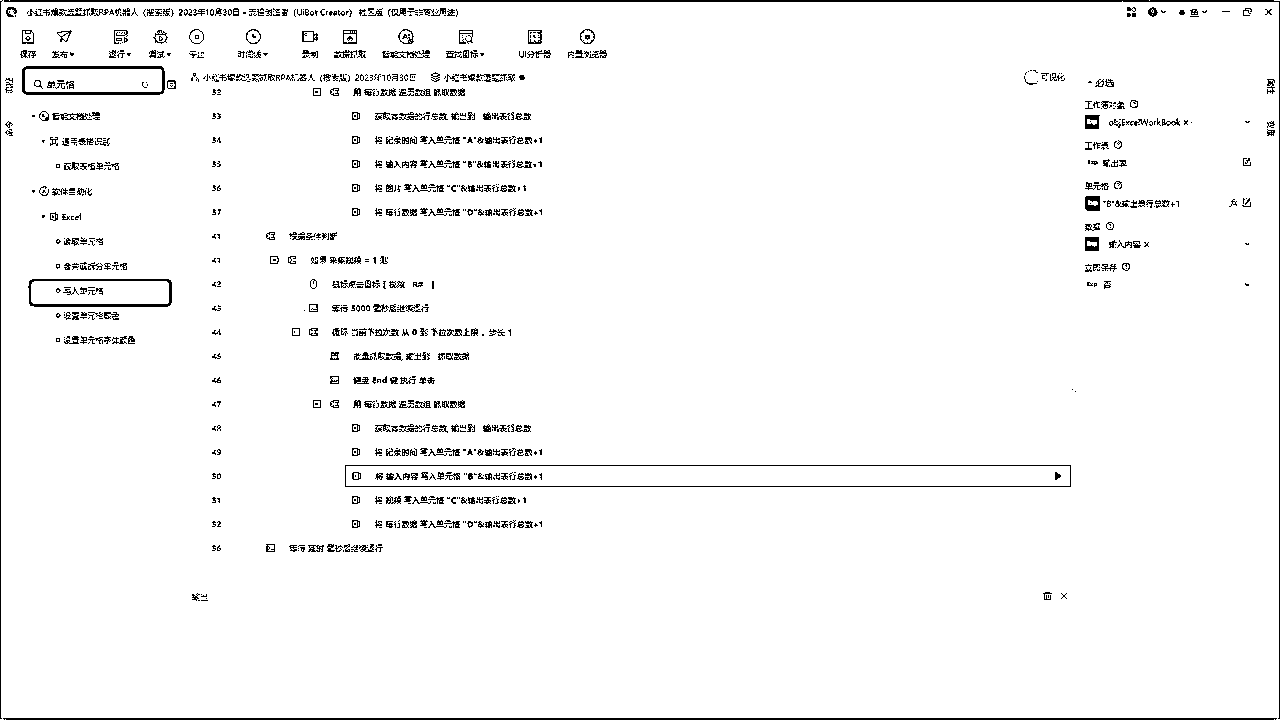 小红书爆款选题抓取RPA机器人（搜索版）2023年10月30日 - 流程创造者（UiBot Creator） 社区版（仅用于非商业用途）
保存 发布 运行 调试 停止 时间线 录制 数据抓取 智能文档处理 查找图标 UI分析器 内置浏览器
单元格
小红书爆款选题抓取RPA机器人（搜索版）2023年10月30日 小红书爆款选题抓取 可视化
智能文档处理
通用表格识别
获取表格单元格
软件自动化
Excel
读取单元格
合并或拆分单元格
写入单元格
设置单元格颜色
设置单元格字体颜色
32 用 每行数据 遍历数组 抓取数据
33 获取有数据的行总数, 输出到 输出表行总数
34 将 记录时间 写入单元格 "A"&输出表行总数+1
35 将 输入内容 写入单元格 "B"&输出表行总数+1
36 将 图片 写入单元格 "C"&输出表行总数+1
37 将 每行数据 写入单元格 "D"&输出表行总数+1
41 根据条件判断
41 如果 采集视频 = 1 则
42 鼠标点击目标
43 等待 5000 毫秒后继续运行
44 循环 当前下拉次数 从 0 到 下拉次数上限 , 步长 1
45 批量抓取数据, 输出到 抓取数据
46 键盘 End 键 执行 单击
47 用 每行数据 遍历数组 抓取数据
48 获取有数据的行总数, 输出到 输出表行总数
49 将 记录时间 写入单元格 "A"&输出表行总数+1
50 将 输入内容 写入单元格 "B"&输出表行总数+1
51 将 视频 写入单元格 "C"&输出表行总数+1
52 将 每行数据 写入单元格 "D"&输出表行总数+1
56 等待 延时 毫秒后继续运行
输出
必选
工作簿对象
Exp objExcelWorkBook ×
工作表
Exp 输出表
单元格
Exp "B"&输出表行总数+1
数据
Exp 输入内容 ×
立即保存
Exp 否
属性
变量